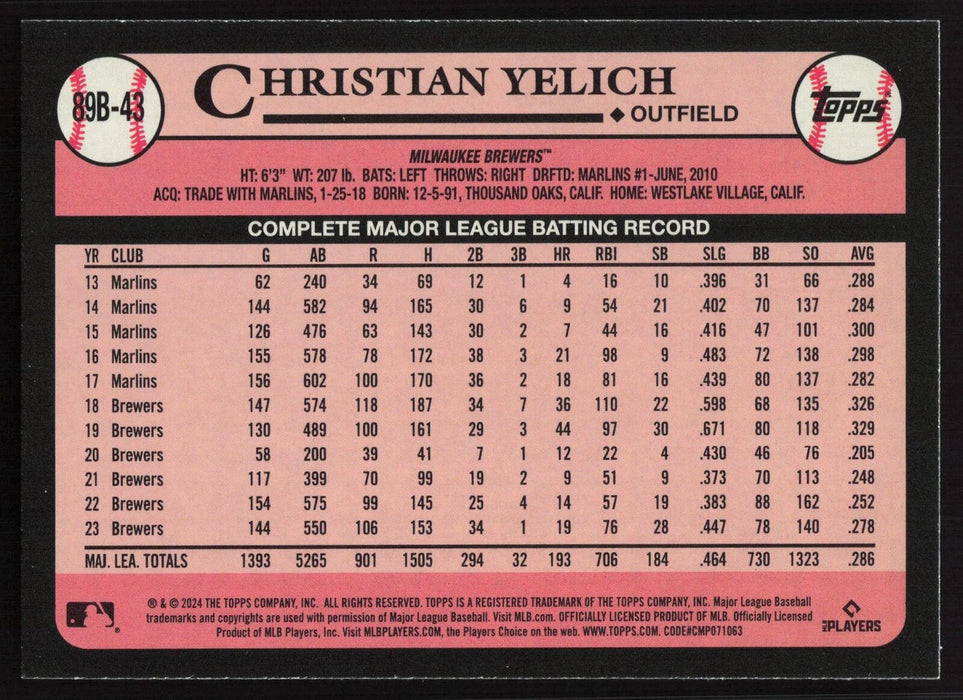 89B-43
CHRISTIAN YELICH
◆ OUTFIELD
Topps®
MILWAUKEE BREWERS™
HT: 6'3" WT: 207 lb. BATS: LEFT THROWS: RIGHT DRFTD: MARLINS #1-JUNE, 2010
ACQ: TRADE WITH MARLINS, 1-25-18 BORN: 12-5-91, THOUSAND OAKS, CALIF. HOME: WESTLAKE VILLAGE, CALIF.
COMPLETE MAJOR LEAGUE BATTING RECORD
YR CLUB G AB R H 2B 3B HR RBI SB SLG BB SO AVG
13 Marlins 62 240 34 69 12 1 4 16 10 .396 31 66 .288
14 Marlins 144 582 94 165 30 6 9 54 21 .402 70 137 .284
15 Marlins 126 476 63 143 30 2 7 44 16 .416 47 101 .300
16 Marlins 155 578 78 172 38 3 21 98 9 .483 72 138 .298
17 Marlins 156 602 100 170 36 2 18 81 16 .439 80 137 .282
18 Brewers 147 574 118 187 34 7 36 110 22 .598 68 135 .326
19 Brewers 130 489 100 161 29 3 44 97 30 .671 80 118 .329
20 Brewers 58 200 39 41 7 1 12 22 4 .430 46 76 .205
21 Brewers 117 399 70 99 19 2 9 51 9 .373 70 113 .248
22 Brewers 154 575 99 145 25 4 14 57 19 .383 88 162 .252
23 Brewers 144 550 106 153 34 1 19 76 28 .447 78 140 .278
MAJ. LEA. TOTALS 1393 5265 901 1505 294 32 193 706 184 .464 730 1323 .286
® & © 2024 THE TOPPS COMPANY, INC. ALL RIGHTS RESERVED. TOPPS IS A REGISTERED TRADEMARK OF THE TOPPS COMPANY, INC. Major League Baseball
trademarks and copyrights are used with permission of Major League Baseball. Visit MLB.com. OFFICIALLY LICENSED PRODUCT OF MLB. Officially Licensed
Product of MLB Players, Inc. Visit MLBPLAYERS.COM, the Players Choice on the web. WWW.TOPPS.COM. CODE#CMP071063
MLB PLAYERS